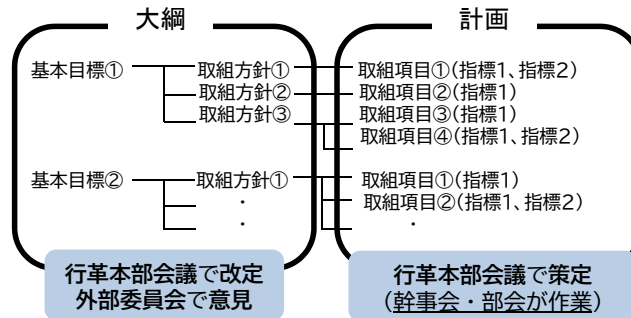 大綱
計画
基本目標① 取組方針① 取組項目①(指標1、指標2)
取組方針② 取組項目②(指標1)
取組方針③ 取組項目③(指標1)
取組項目④(指標1、指標2)
基本目標② 取組方針① 取組項目①(指標1)
・ 取組項目②(指標1、指標2)
・ ・
行革本部会議で改定
外部委員会で意見
行革本部会議で策定
(幹事会・部会が作業)